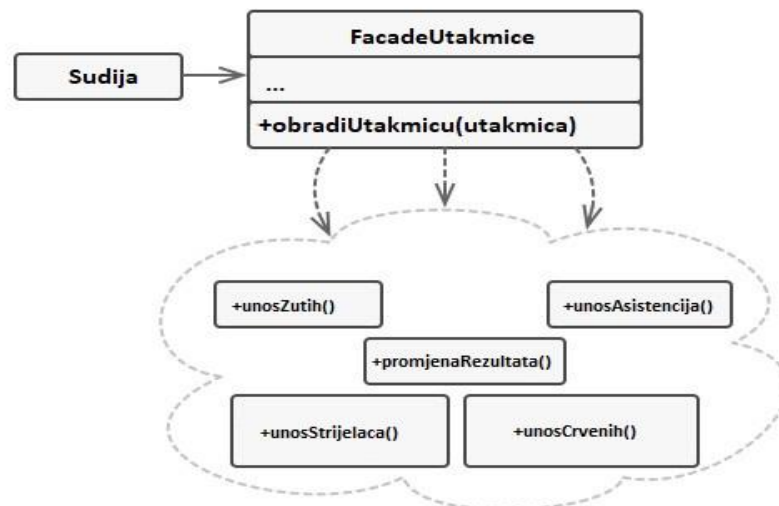 FacadeUtakmice
Sudija
...
+obradiUtakmicu(utakmica)
+unosZutih()
+unosAsistencija()
+promjenaRezultata()
+unosStrijelaca()
+unosCrvenih()